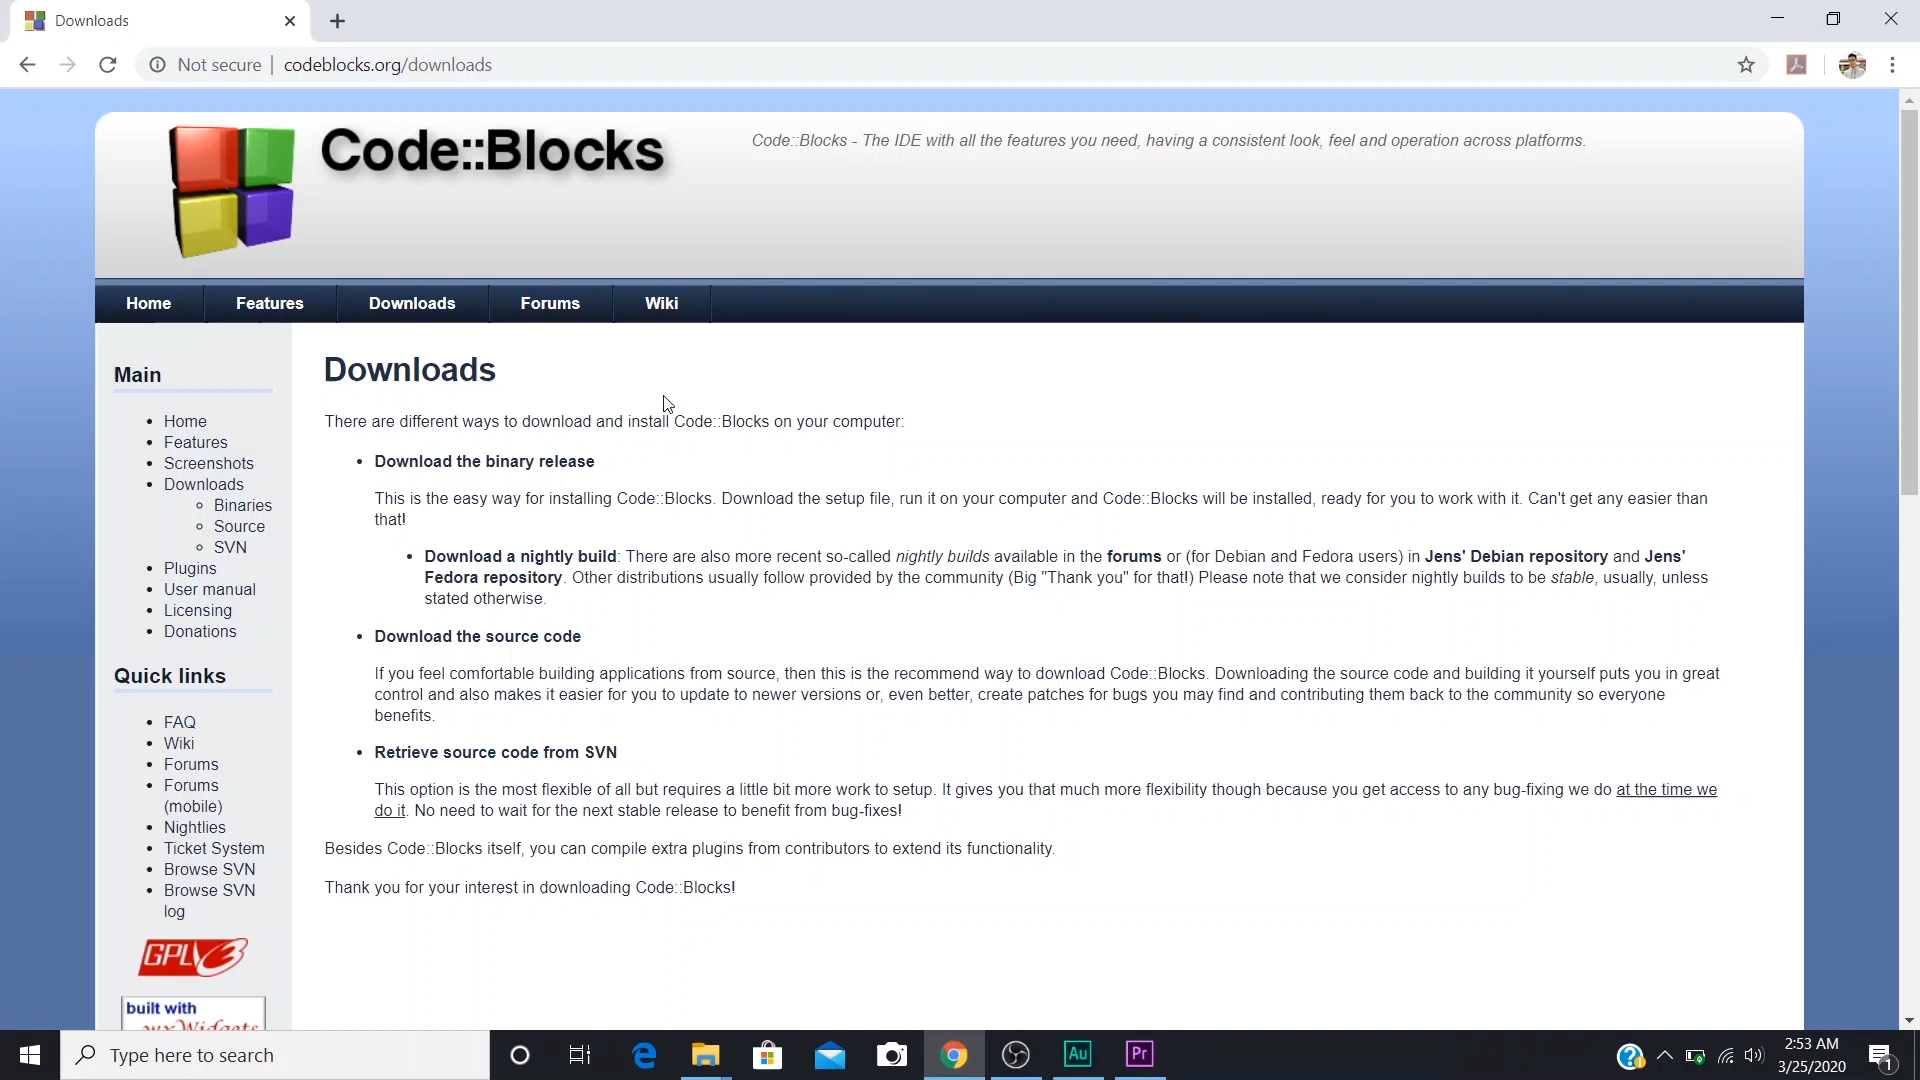 Downloads
Not secure
codeblocks.org/downloads
Code::Blocks
Code::Blocks - The IDE with all the features you need, having a consistent look, feel and operation across platforms.
Home
Features
Downloads
Forums
Wiki
Main
Home
Features
Screenshots
Downloads
Binaries
Source
SVN
Plugins
User manual
Licensing
Donations
Quick links
FAQ
Wiki
Forums
Forums
(mobile)
Nightlies
Ticket System
Browse SVN
Browse SVN
log
GPLv3
built with
wxWidgets
Downloads
There are different ways to download and install Code::Blocks on your computer:
Download the binary release
This is the easy way for installing Code::Blocks. Download the setup file, run it on your computer and Code::Blocks will be installed, ready for you to work with it. Can't get any easier than
that!
Download a nightly build: There are also more recent so-called nightly builds available in the forums or (for Debian and Fedora users) in Jens' Debian repository and Jens'
Fedora repository. Other distributions usually follow provided by the community (Big "Thank you" for that!) Please note that we consider nightly builds to be stable, usually, unless
stated otherwise.
Download the source code
If you feel comfortable building applications from source, then this is the recommend way to download Code::Blocks. Downloading the source code and building it yourself puts you in great
control and also makes it easier for you to update to newer versions or, even better, create patches for bugs you may find and contributing them back to the community so everyone
benefits.
Retrieve source code from SVN
This option is the most flexible of all but requires a little bit more work to setup. It gives you that much more flexibility though because you get access to any bug-fixing we do at the time we
do it. No need to wait for the next stable release to benefit from bug-fixes!
Besides Code::Blocks itself, you can compile extra plugins from contributors to extend its functionality.
Thank you for your interest in downloading Code::Blocks!
Type here to search
Au
Pr
2:53 AM
3/25/2020
1